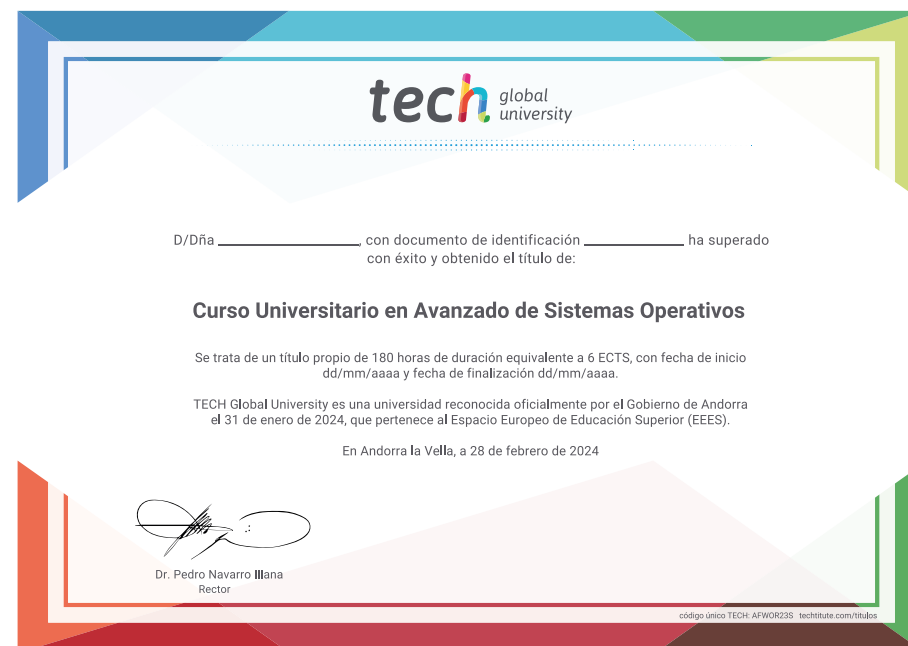 tech global university
D/Dña ____________________, con documento de identificación ______________ ha superado
con éxito y obtenido el título de:
Curso Universitario en Avanzado de Sistemas Operativos
Se trata de un título propio de 180 horas de duración equivalente a 6 ECTS, con fecha de inicio
dd/mm/aaaa y fecha de finalización dd/mm/aaaa.
TECH Global University es una universidad reconocida oficialmente por el Gobierno de Andorra
el 31 de enero de 2024, que pertenece al Espacio Europeo de Educación Superior (EEES).
En Andorra la Vella, a 28 de febrero de 2024
Dr. Pedro Navarro Illana
Rector
código único TECH: AFWOR23S techtitute.com/titulos